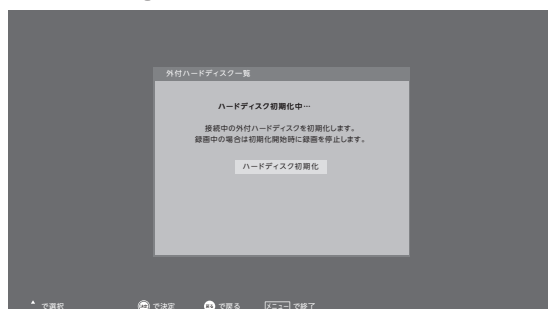 外付ハードディスク一覧
ハードディスク初期化中…
接続中の外付ハードディスクを初期化します。
録画中の場合は初期化開始時に録画を停止します。
ハードディスク初期化
で選択 決定 で決定 戻る で戻る メニュー で終了